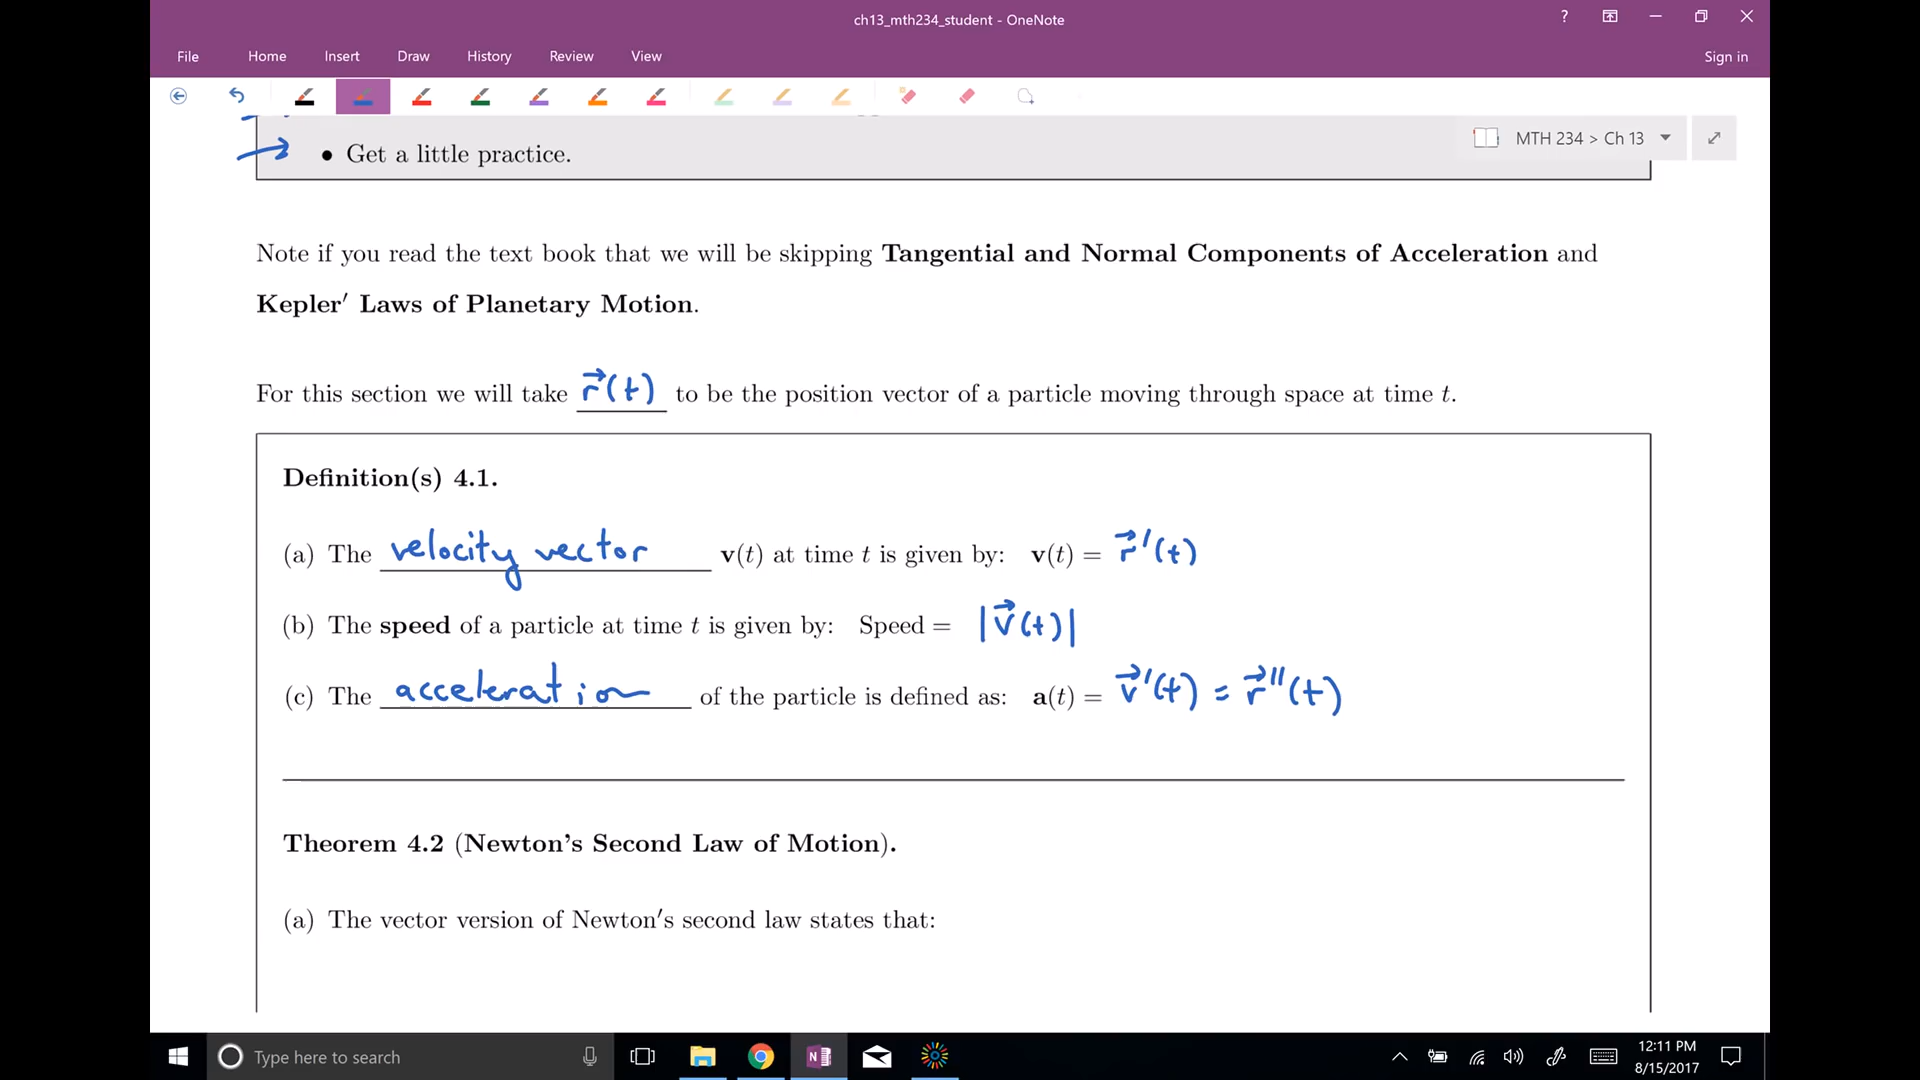 ch13_mth234_student - OneNote
?
File Home Insert Draw History Review View Sign in
MTH 234 > Ch 13
• Get a little practice.
Note if you read the text book that we will be skipping Tangential and Normal Components of Acceleration and
Kepler′ Laws of Planetary Motion.
For this section we will take r⃗(t) to be the position vector of a particle moving through space at time t.
Definition(s) 4.1.
(a) The velocity vector v(t) at time t is given by: v(t) = r⃗′(t)
(b) The speed of a particle at time t is given by: Speed = |v⃗(t)|
(c) The acceleration of the particle is defined as: a(t) = v⃗′(t) = r⃗′′(t)
Theorem 4.2 (Newton's Second Law of Motion).
(a) The vector version of Newton′s second law states that:
Type here to search
N
12:11 PM
8/15/2017